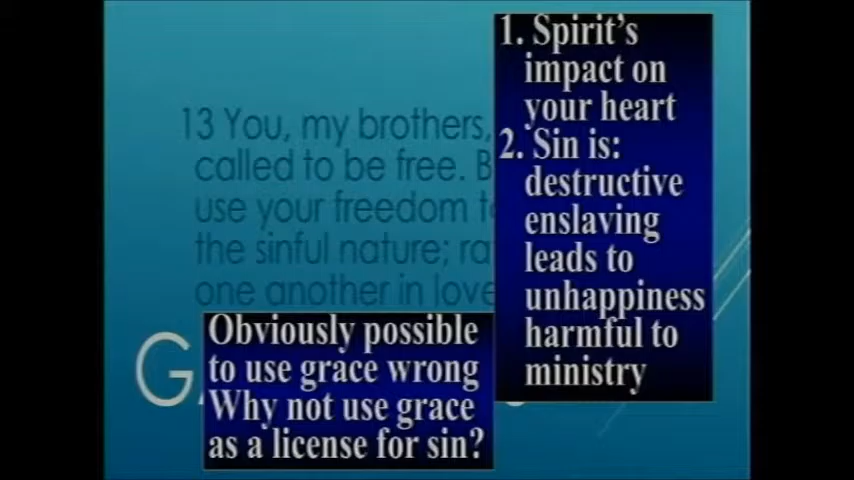 13 You, my brothers,
called to be free. B
use your freedom t
the sinful nature; ra
one another in love
G
1. Spirit's
impact on
your heart
2. Sin is:
destructive
enslaving
leads to
unhappiness
harmful to
ministry
Obviously possible
to use grace wrong
Why not use grace
as a license for sin?